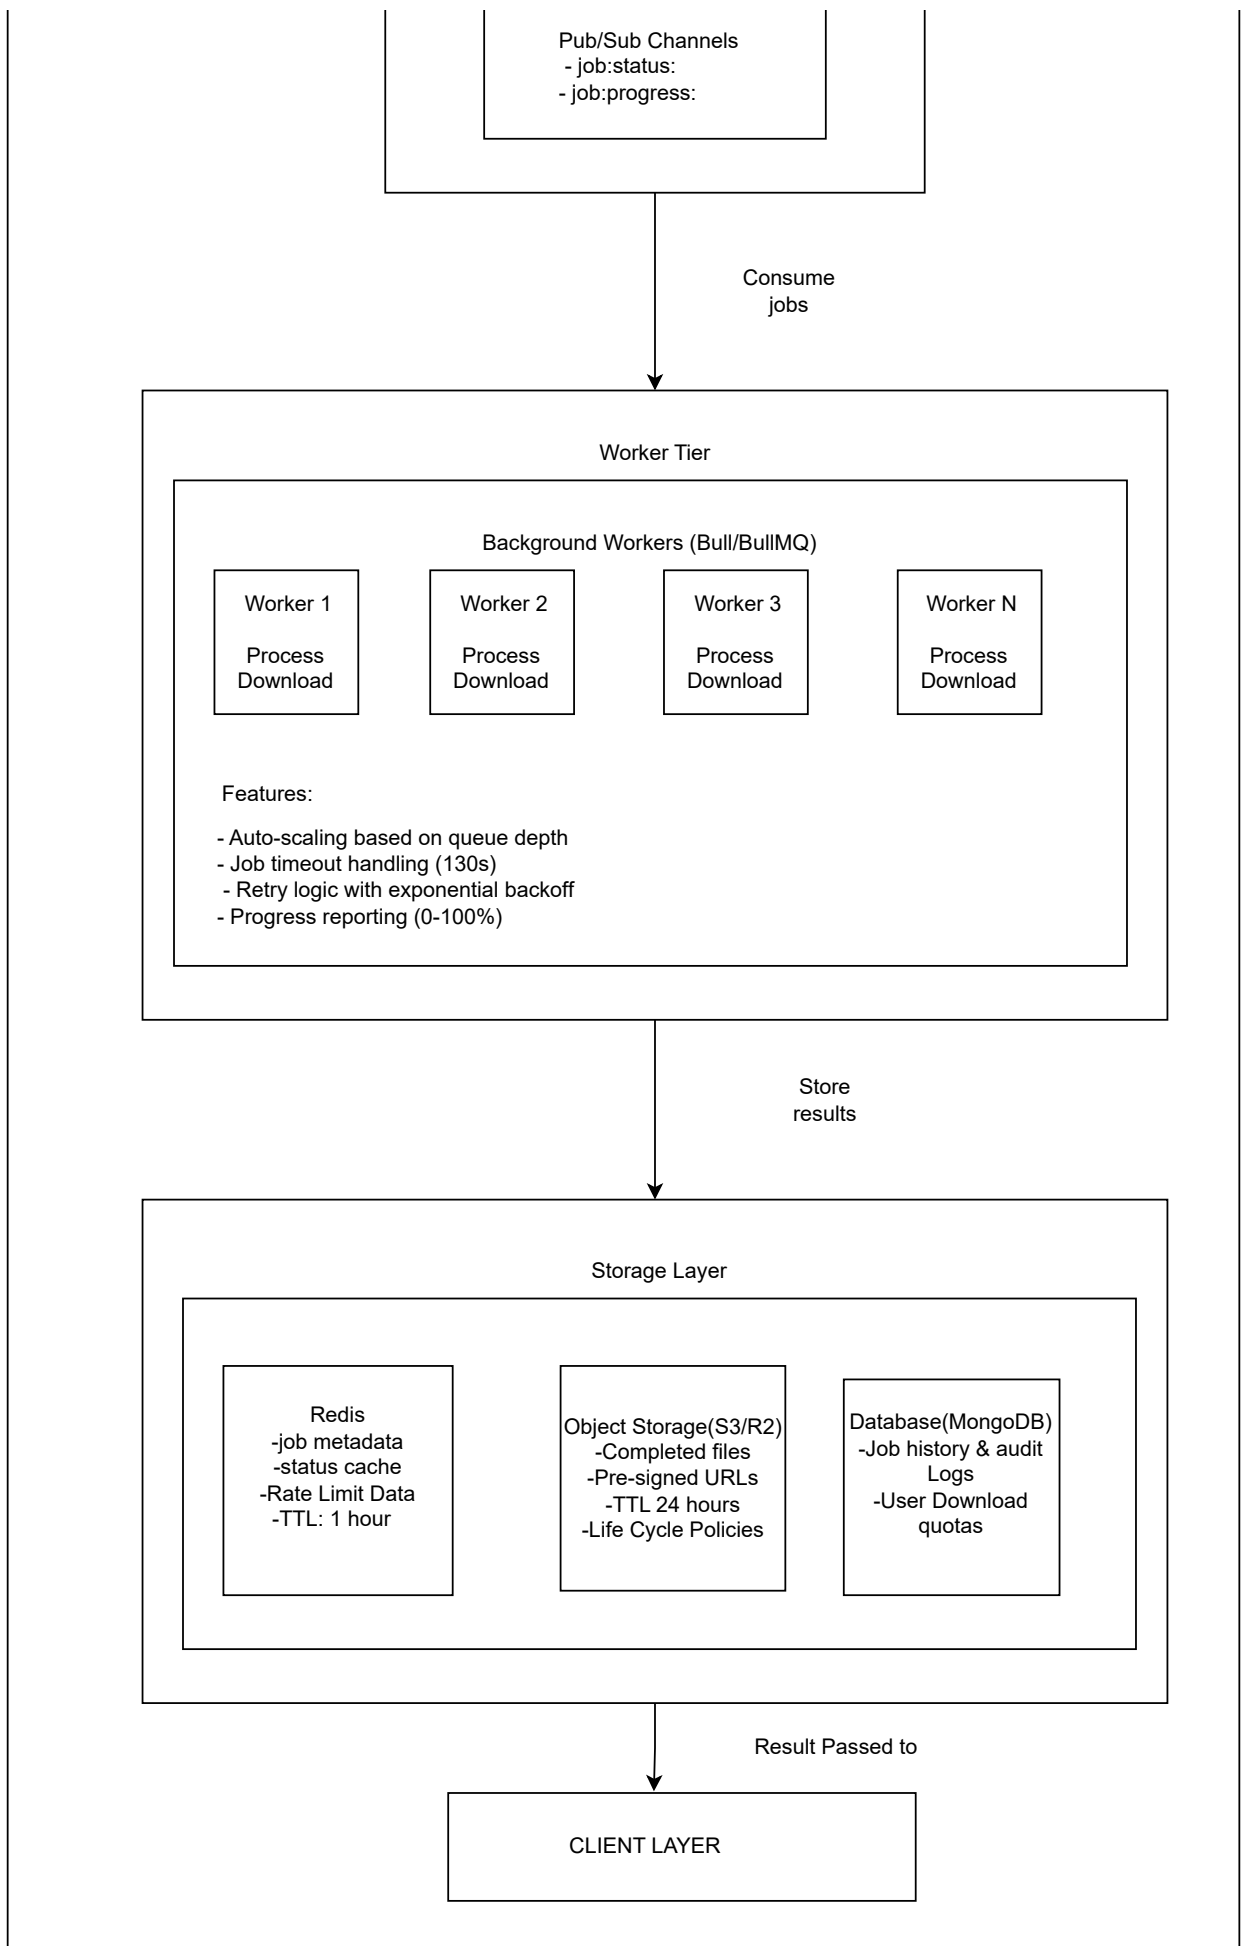 Pub/Sub Channels
- job:status:
- job:progress:
Consume
jobs
Worker Tier
Background Workers (Bull/BullMQ)
Worker 1
Process
Download
Worker 2
Process
Download
Worker 3
Process
Download
Worker N
Process
Download
Features:
- Auto-scaling based on queue depth
- Job timeout handling (130s)
- Retry logic with exponential backoff
- Progress reporting (0-100%)
Store
results
Storage Layer
Redis
-job metadata
-status cache
-Rate Limit Data
-TTL: 1 hour
Object Storage(S3/R2)
-Completed files
-Pre-signed URLs
-TTL 24 hours
-Life Cycle Policies
Database(MongoDB)
-Job history & audit
Logs
-User Download
quotas
Result Passed to
CLIENT LAYER